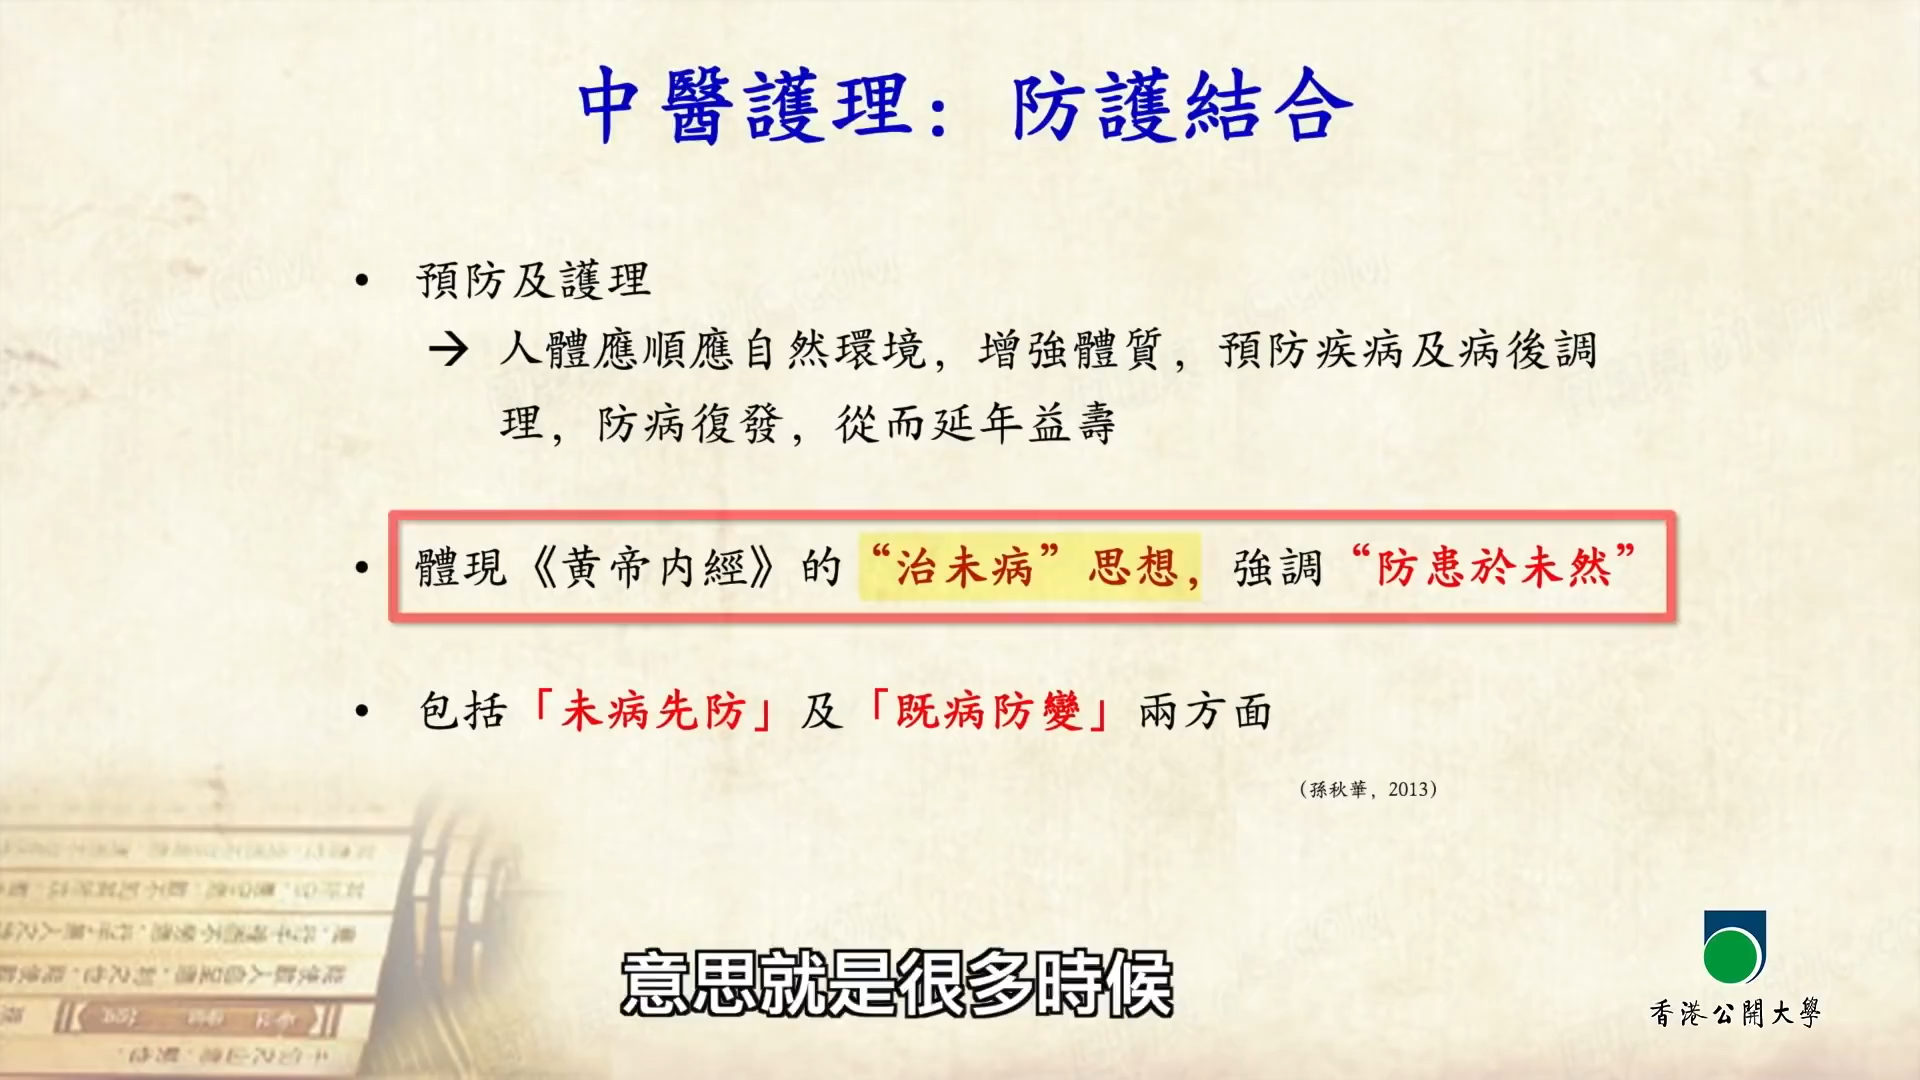 中醫護理：防護結合
• 預防及護理
→ 人體應順應自然環境，增強體質，預防疾病及病後調
理，防病復發，從而延年益壽
• 體現《黃帝內經》的“治未病”思想，強調“防患於未然”
• 包括「未病先防」及「既病防變」兩方面
（孫秋華，2013）
意思就是很多時候
香港公開大學